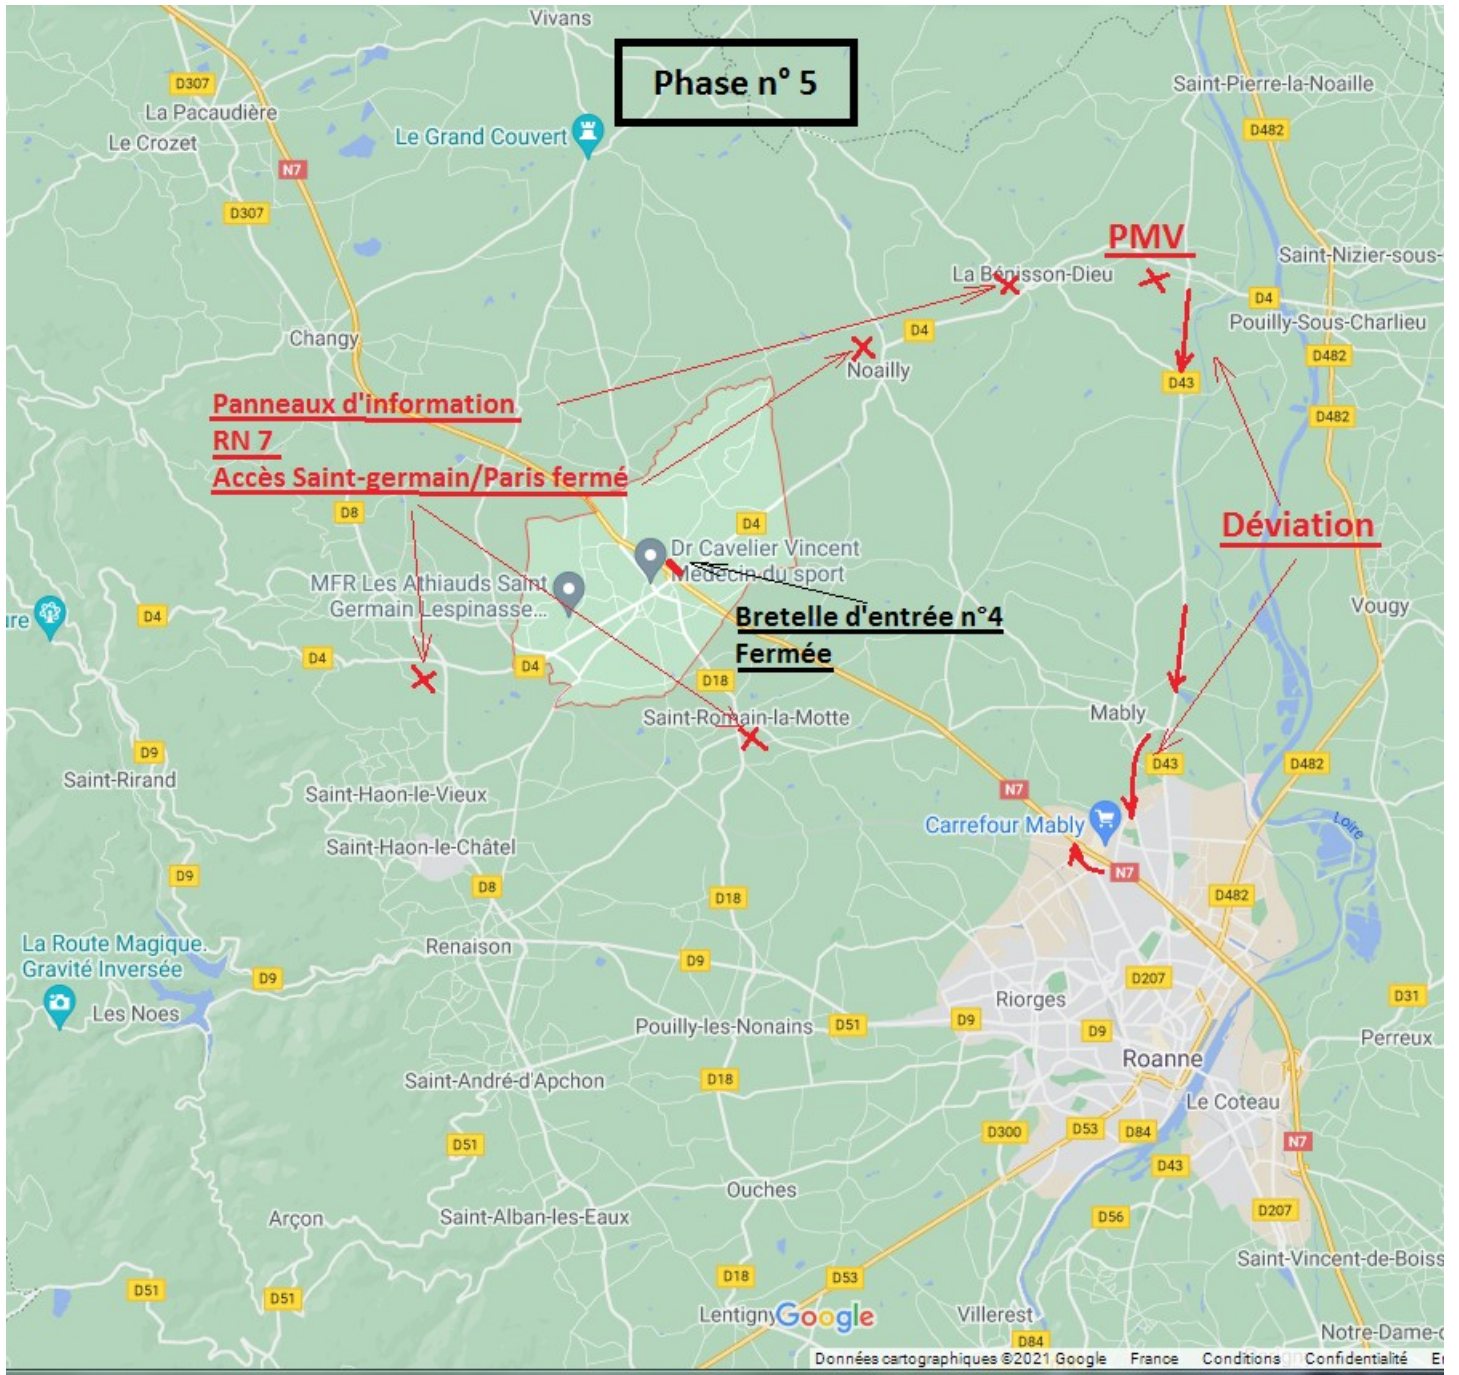 Vivans
Phase n° 5
Saint-Pierre-la-Noaille
D307
La Pacaudière
Le Crozet
Le Grand Couvert
D482
N7
D307
PMV
Saint-Nizier-sous-
La Bénisson-Dieu
D4
Pouilly-Sous-Charlieu
D4
Changy
D482
Noailly
D43
Panneaux d'information
RN 7
Accès Saint-germain/Paris fermé
D482
D8
D4
Déviation
Dr Cavelier Vincent
Médecin du sport
MFR Les Athiauds Saint
Germain Lespinasse...
ure
D4
Bretelle d'entrée n°4
Fermée
Vougy
D4
D4
D18
Saint-Romain-la-Motte
Mably
D9
D43
D482
Saint-Rirand
Saint-Haon-le-Vieux
N7
Carrefour Mably
Loire
Saint-Haon-le-Châtel
D9
D8
N7
D18
D482
La Route Magique.
Gravité Inversée
Renaison
D9
D9
D207
Les Noes
Riorges
D31
Pouilly-les-Nonains
D51
D9
D9
Perreux
Roanne
Saint-André-d'Apchon
D18
Le Coteau
D51
D300
D53
D84
N7
D43
Ouches
Arçon
Saint-Alban-les-Eaux
D56
D207
Saint-Vincent-de-Boiss
D51
D51
D18
D53
Lentigny
Google
Villerest
D84
Notre-Dame-d
Données cartographiques ©2021 Google France Conditions Confidentialité